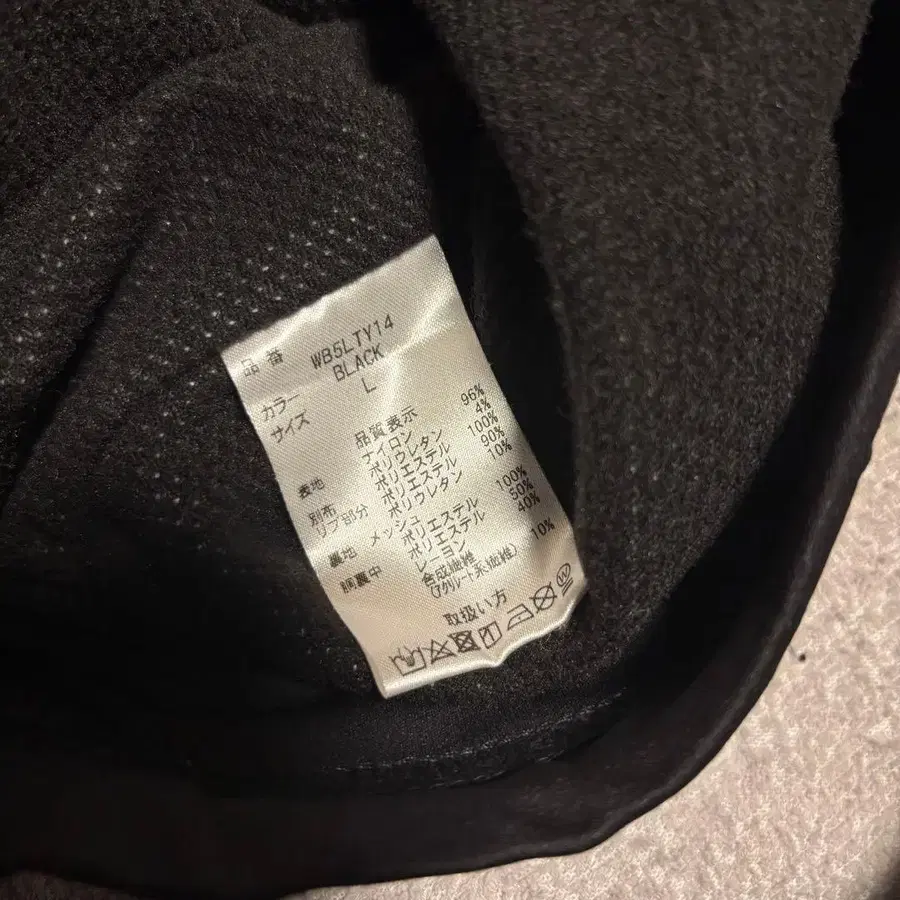 品番 WB5LTY14
カラー BLACK
サイズ L
品質表示
表地 ナイロン 96%
ポリウレタン 4%
別布 ポリエステル 100%
リブ部分 ポリエステル 90%
ポリウレタン 10%
裏地 メッシュ ポリエステル 100%
胴裏中 ポリエステル 50%
レーヨン 40%
合成繊維 10%
(アクリレート系繊維)
取扱い方
W